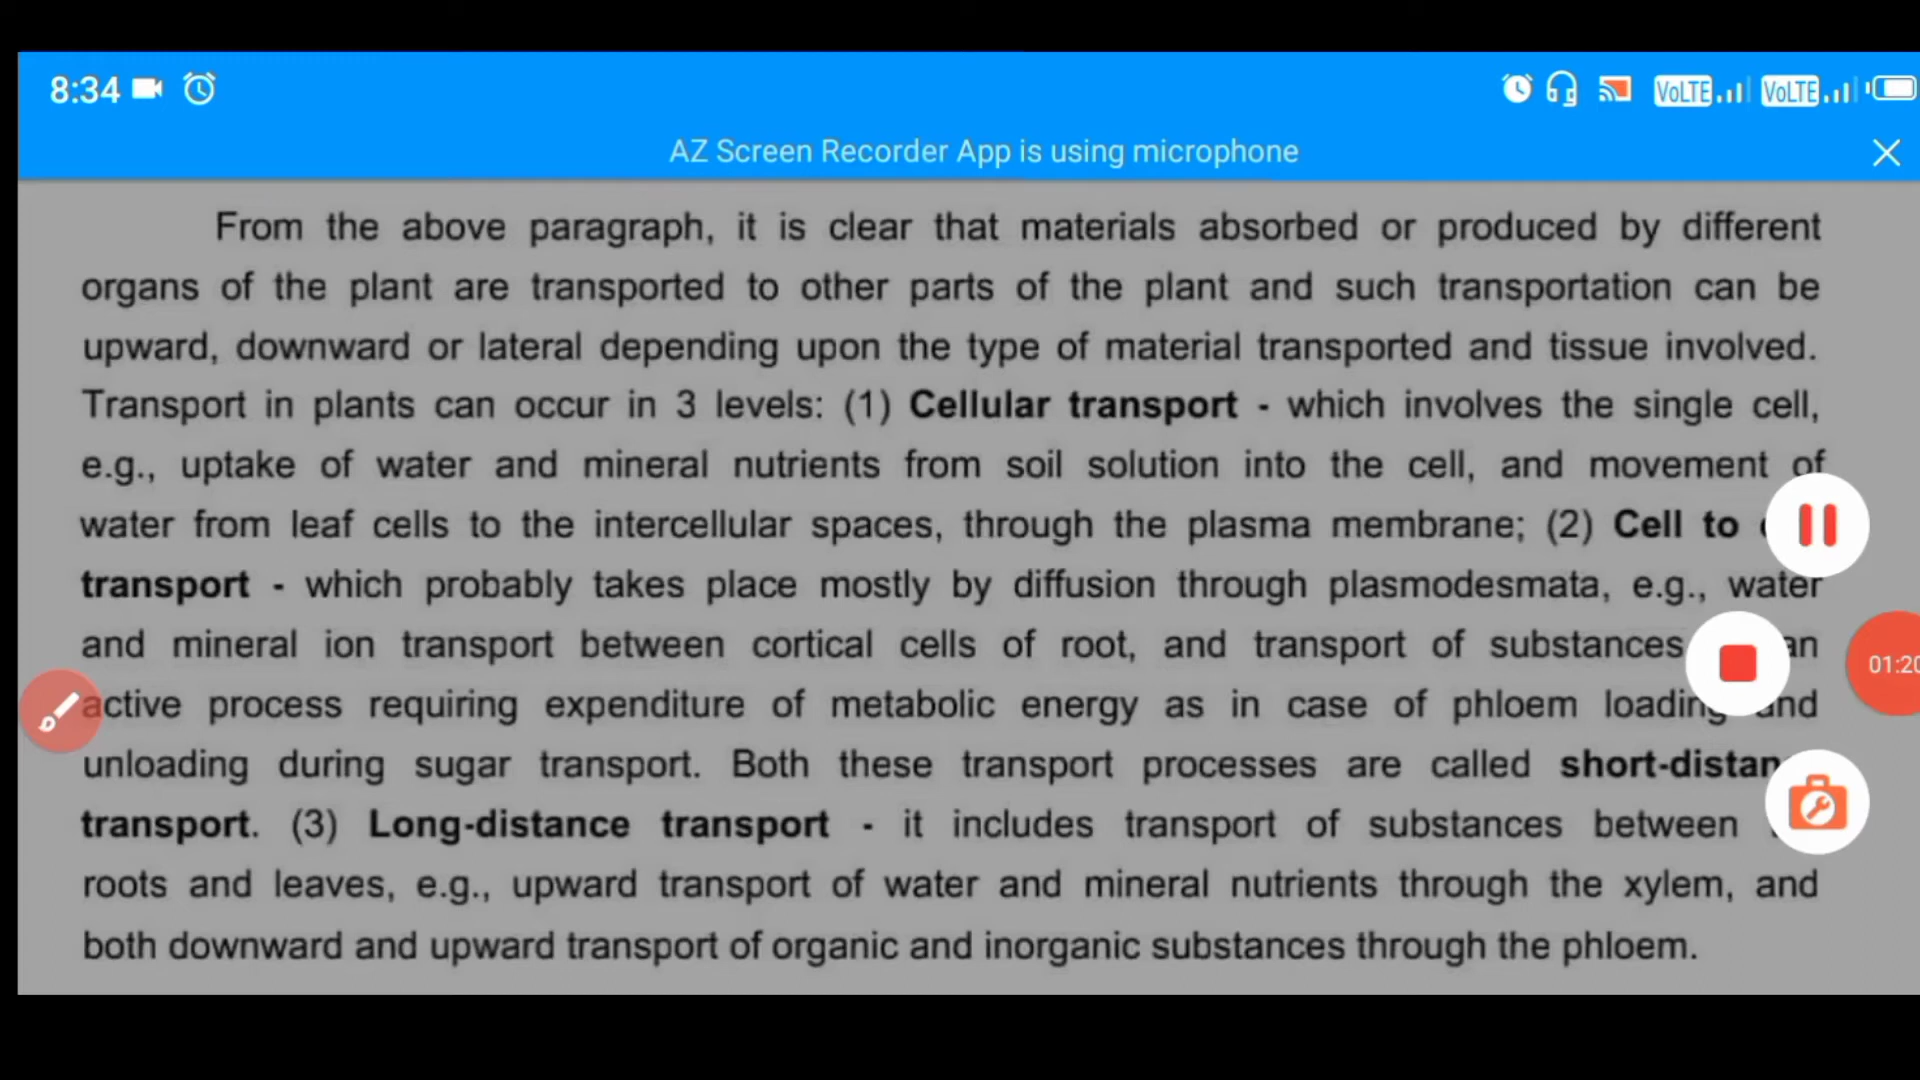 8:34
VoLTE VoLTE
AZ Screen Recorder App is using microphone
From the above paragraph, it is clear that materials absorbed or produced by different
organs of the plant are transported to other parts of the plant and such transportation can be
upward, downward or lateral depending upon the type of material transported and tissue involved.
Transport in plants can occur in 3 levels: (1) Cellular transport - which involves the single cell,
e.g., uptake of water and mineral nutrients from soil solution into the cell, and movement of
water from leaf cells to the intercellular spaces, through the plasma membrane; (2) Cell to
transport - which probably takes place mostly by diffusion through plasmodesmata, e.g., water
and mineral ion transport between cortical cells of root, and transport of substances
01:20
active process requiring expenditure of metabolic energy as in case of phloem loading and
unloading during sugar transport. Both these transport processes are called
transport. (3) Long-distance transport - it includes transport of substances between
roots and leaves, e.g., upward transport of water and mineral nutrients through the xylem, and
both downward and upward transport of organic and inorganic substances through the phloem.